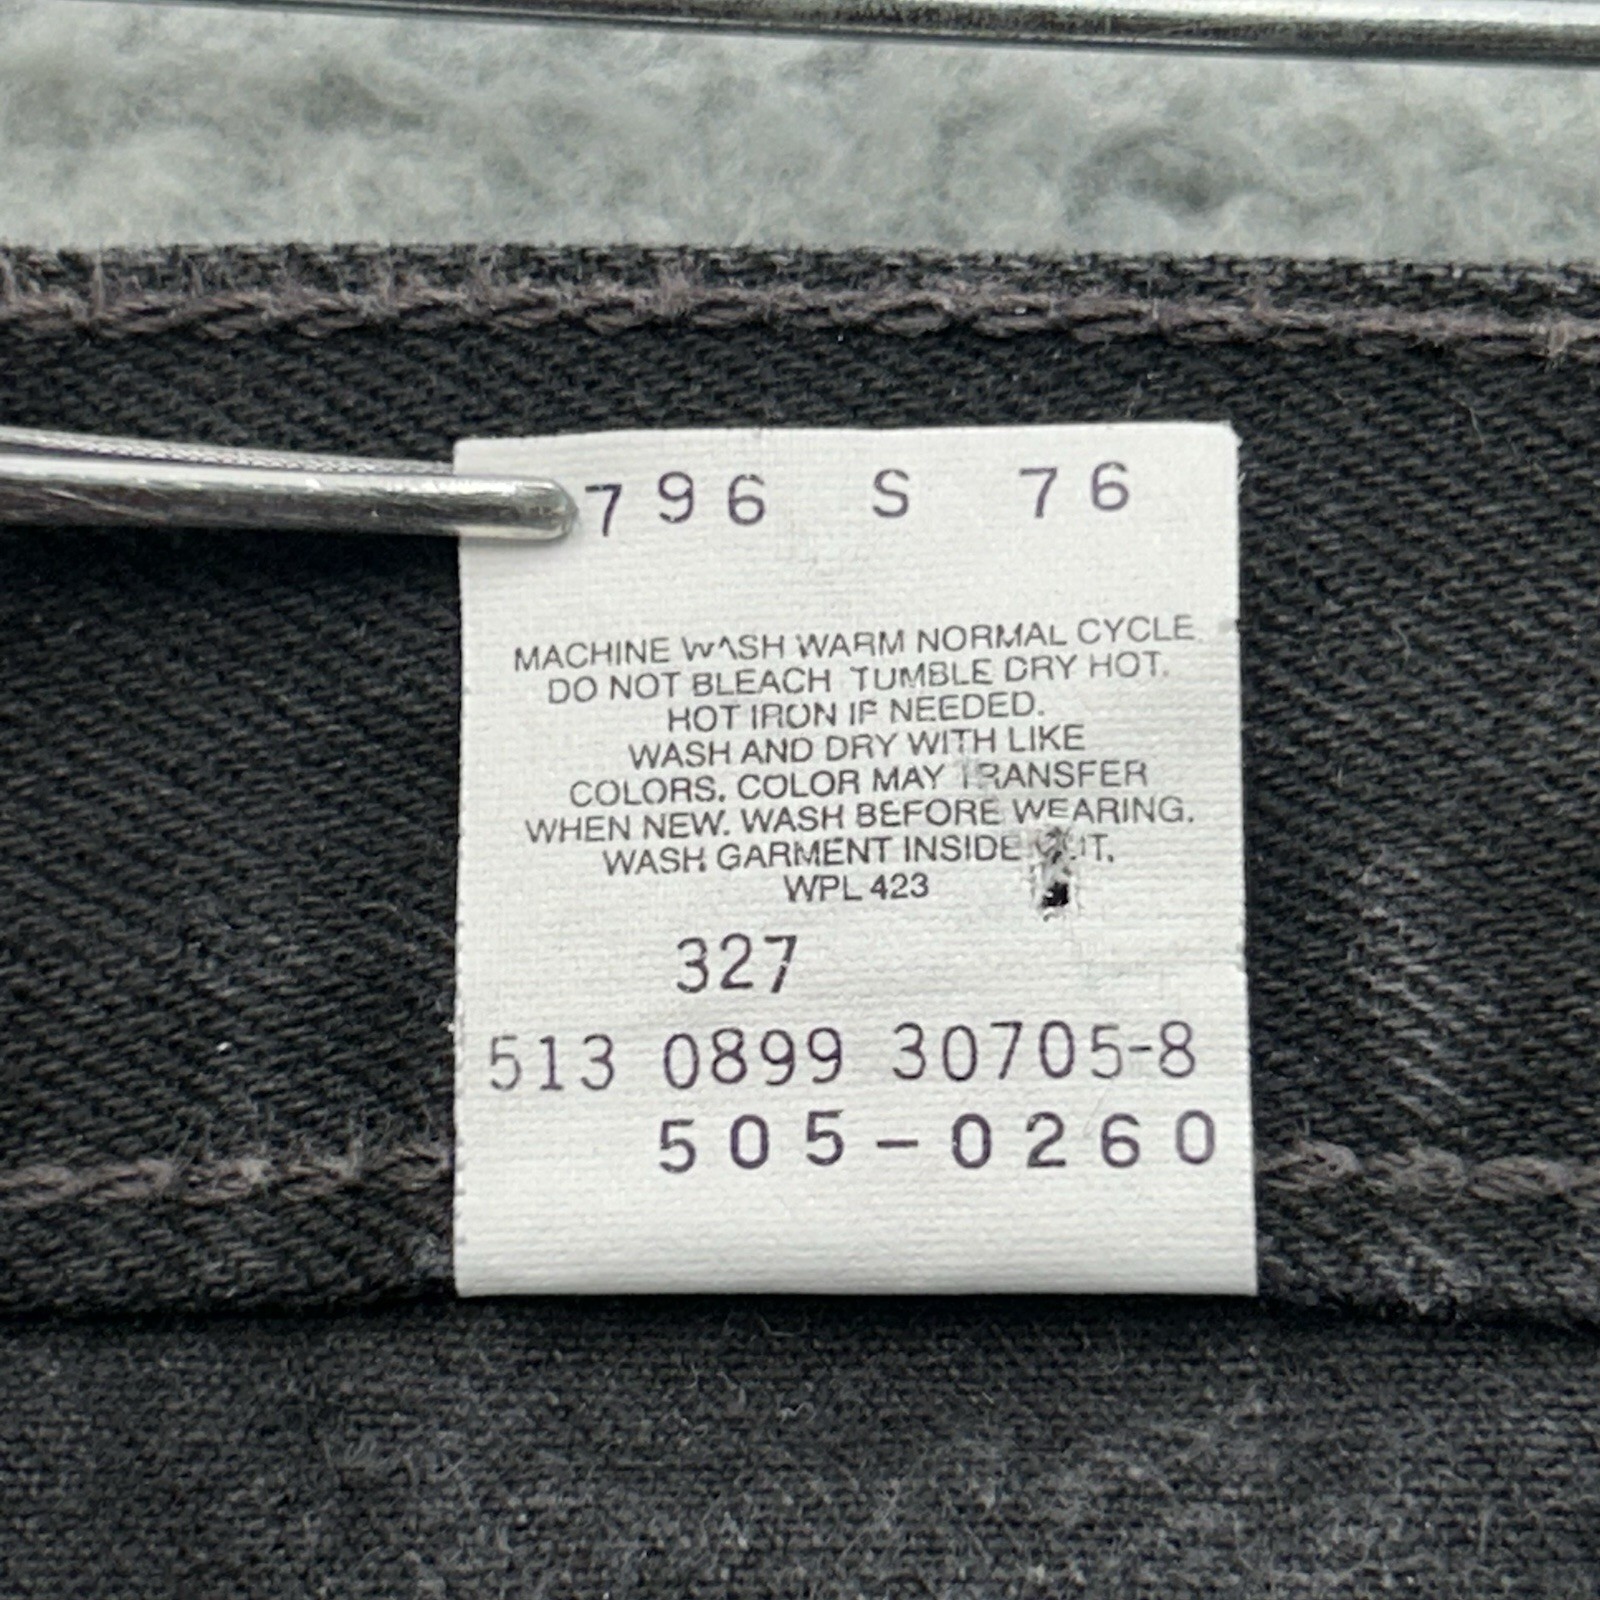 796 S 76
MACHINE WASH WARM NORMAL CYCLE.
DO NOT BLEACH TUMBLE DRY HOT.
HOT IRON IF NEEDED.
WASH AND DRY WITH LIKE
COLORS. COLOR MAY TRANSFER
WHEN NEW. WASH BEFORE WEARING.
WASH GARMENT INSIDE OUT.
WPL 423
327
513 0899 30705-8
505-0260